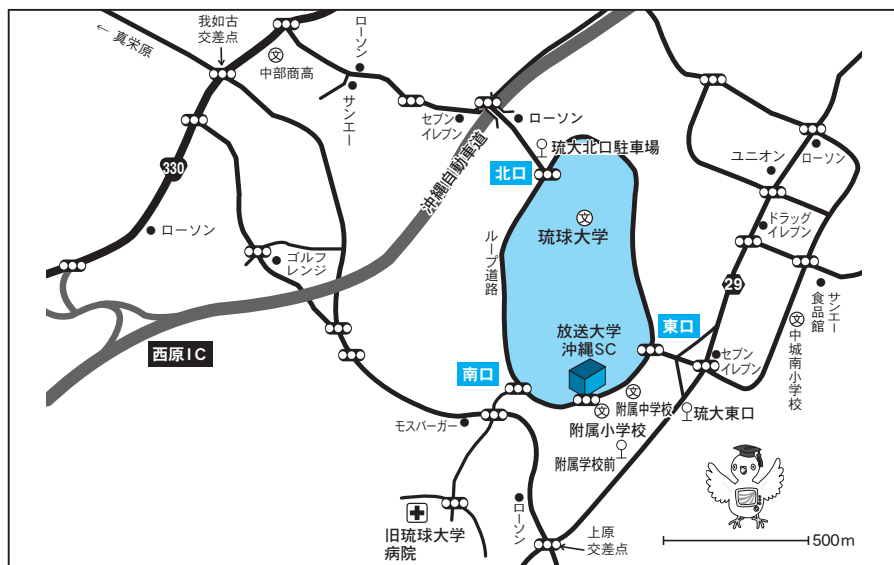 我如古
交差点
← 真栄原
中部商高
文
ローソン
サンエー
セブン
イレブン
ローソン
琉大北口駐車場
北口
沖縄自動車道
330
ローソン
ゴルフ
レンジ
西原IC
ループ道路
文
琉球大学
放送大学
沖縄SC
南口
東口
モスバーガー
文
附属中学校
文
附属小学校
附属学校前
琉大東口
旧琉球大学
病院
ローソン
上原
交差点
ユニオン
ローソン
ドラッグ
イレブン
29
サンエー
食品館
文
中城南小学校
セブン
イレブン
500m